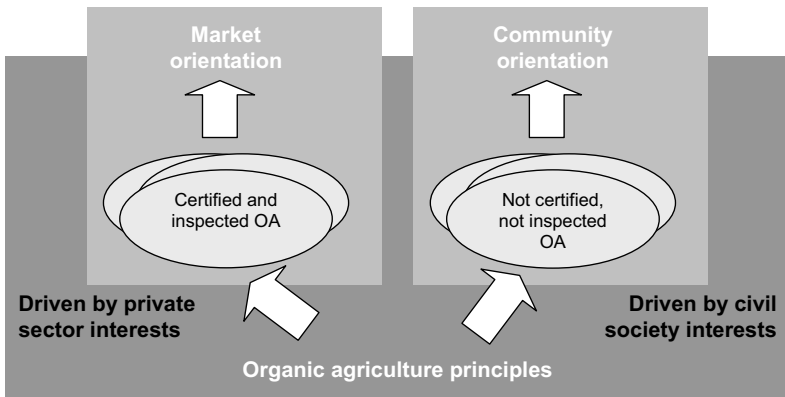 Market
orientation
Community
orientation
Certified and
inspected OA
Not certified,
not inspected
OA
Driven by private
sector interests
Driven by civil
society interests
Organic agriculture principles